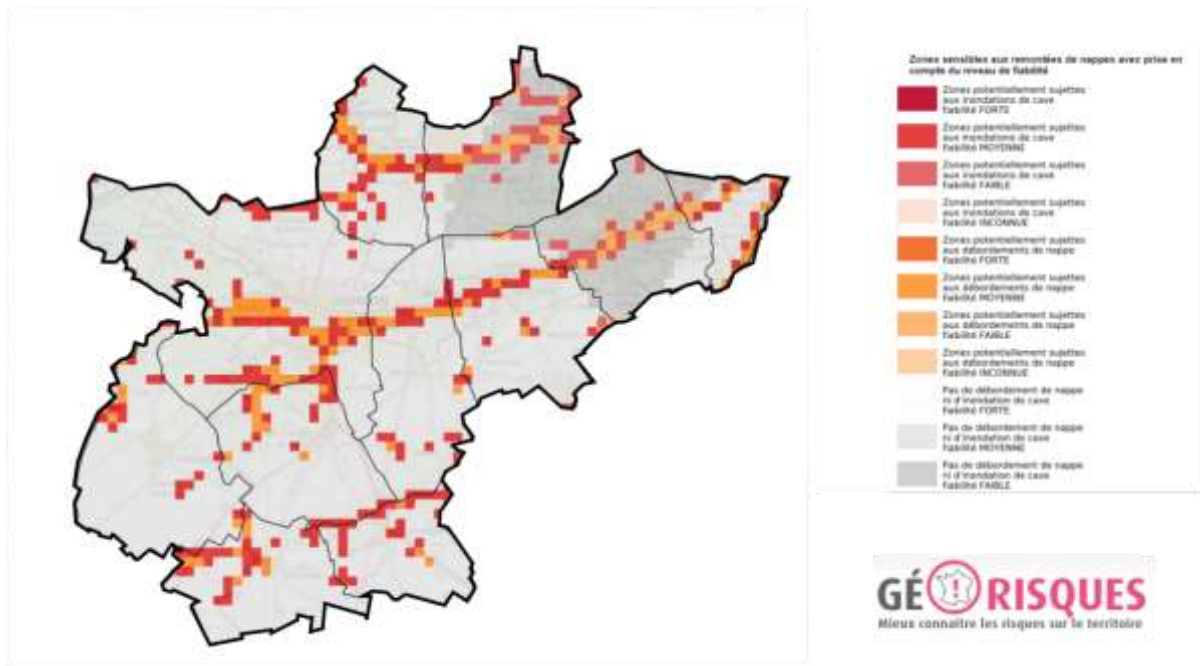 Zones sensibles aux remontées de nappes avec prise en
compte du niveau de fiabilité
Zones potentiellement sujettes
aux inondations de cave
fiabilité FORTE
Zones potentiellement sujettes
aux inondations de cave
fiabilité MOYENNE
Zones potentiellement sujettes
aux inondations de cave
fiabilité FAIBLE
Zones potentiellement sujettes
aux inondations de cave
fiabilité INCONNUE
Zones potentiellement sujettes
aux débordements de nappe
fiabilité FORTE
Zones potentiellement sujettes
aux débordements de nappe
fiabilité MOYENNE
Zones potentiellement sujettes
aux débordements de nappe
fiabilité FAIBLE
Zones potentiellement sujettes
aux débordements de nappe
fiabilité INCONNUE
Pas de débordement de nappe
ni d'inondation de cave
fiabilité FORTE
Pas de débordement de nappe
ni d'inondation de cave
fiabilité MOYENNE
Pas de débordement de nappe
ni d'inondation de cave
fiabilité FAIBLE
GÉORISQUES
Mieux connaître les risques sur le territoire